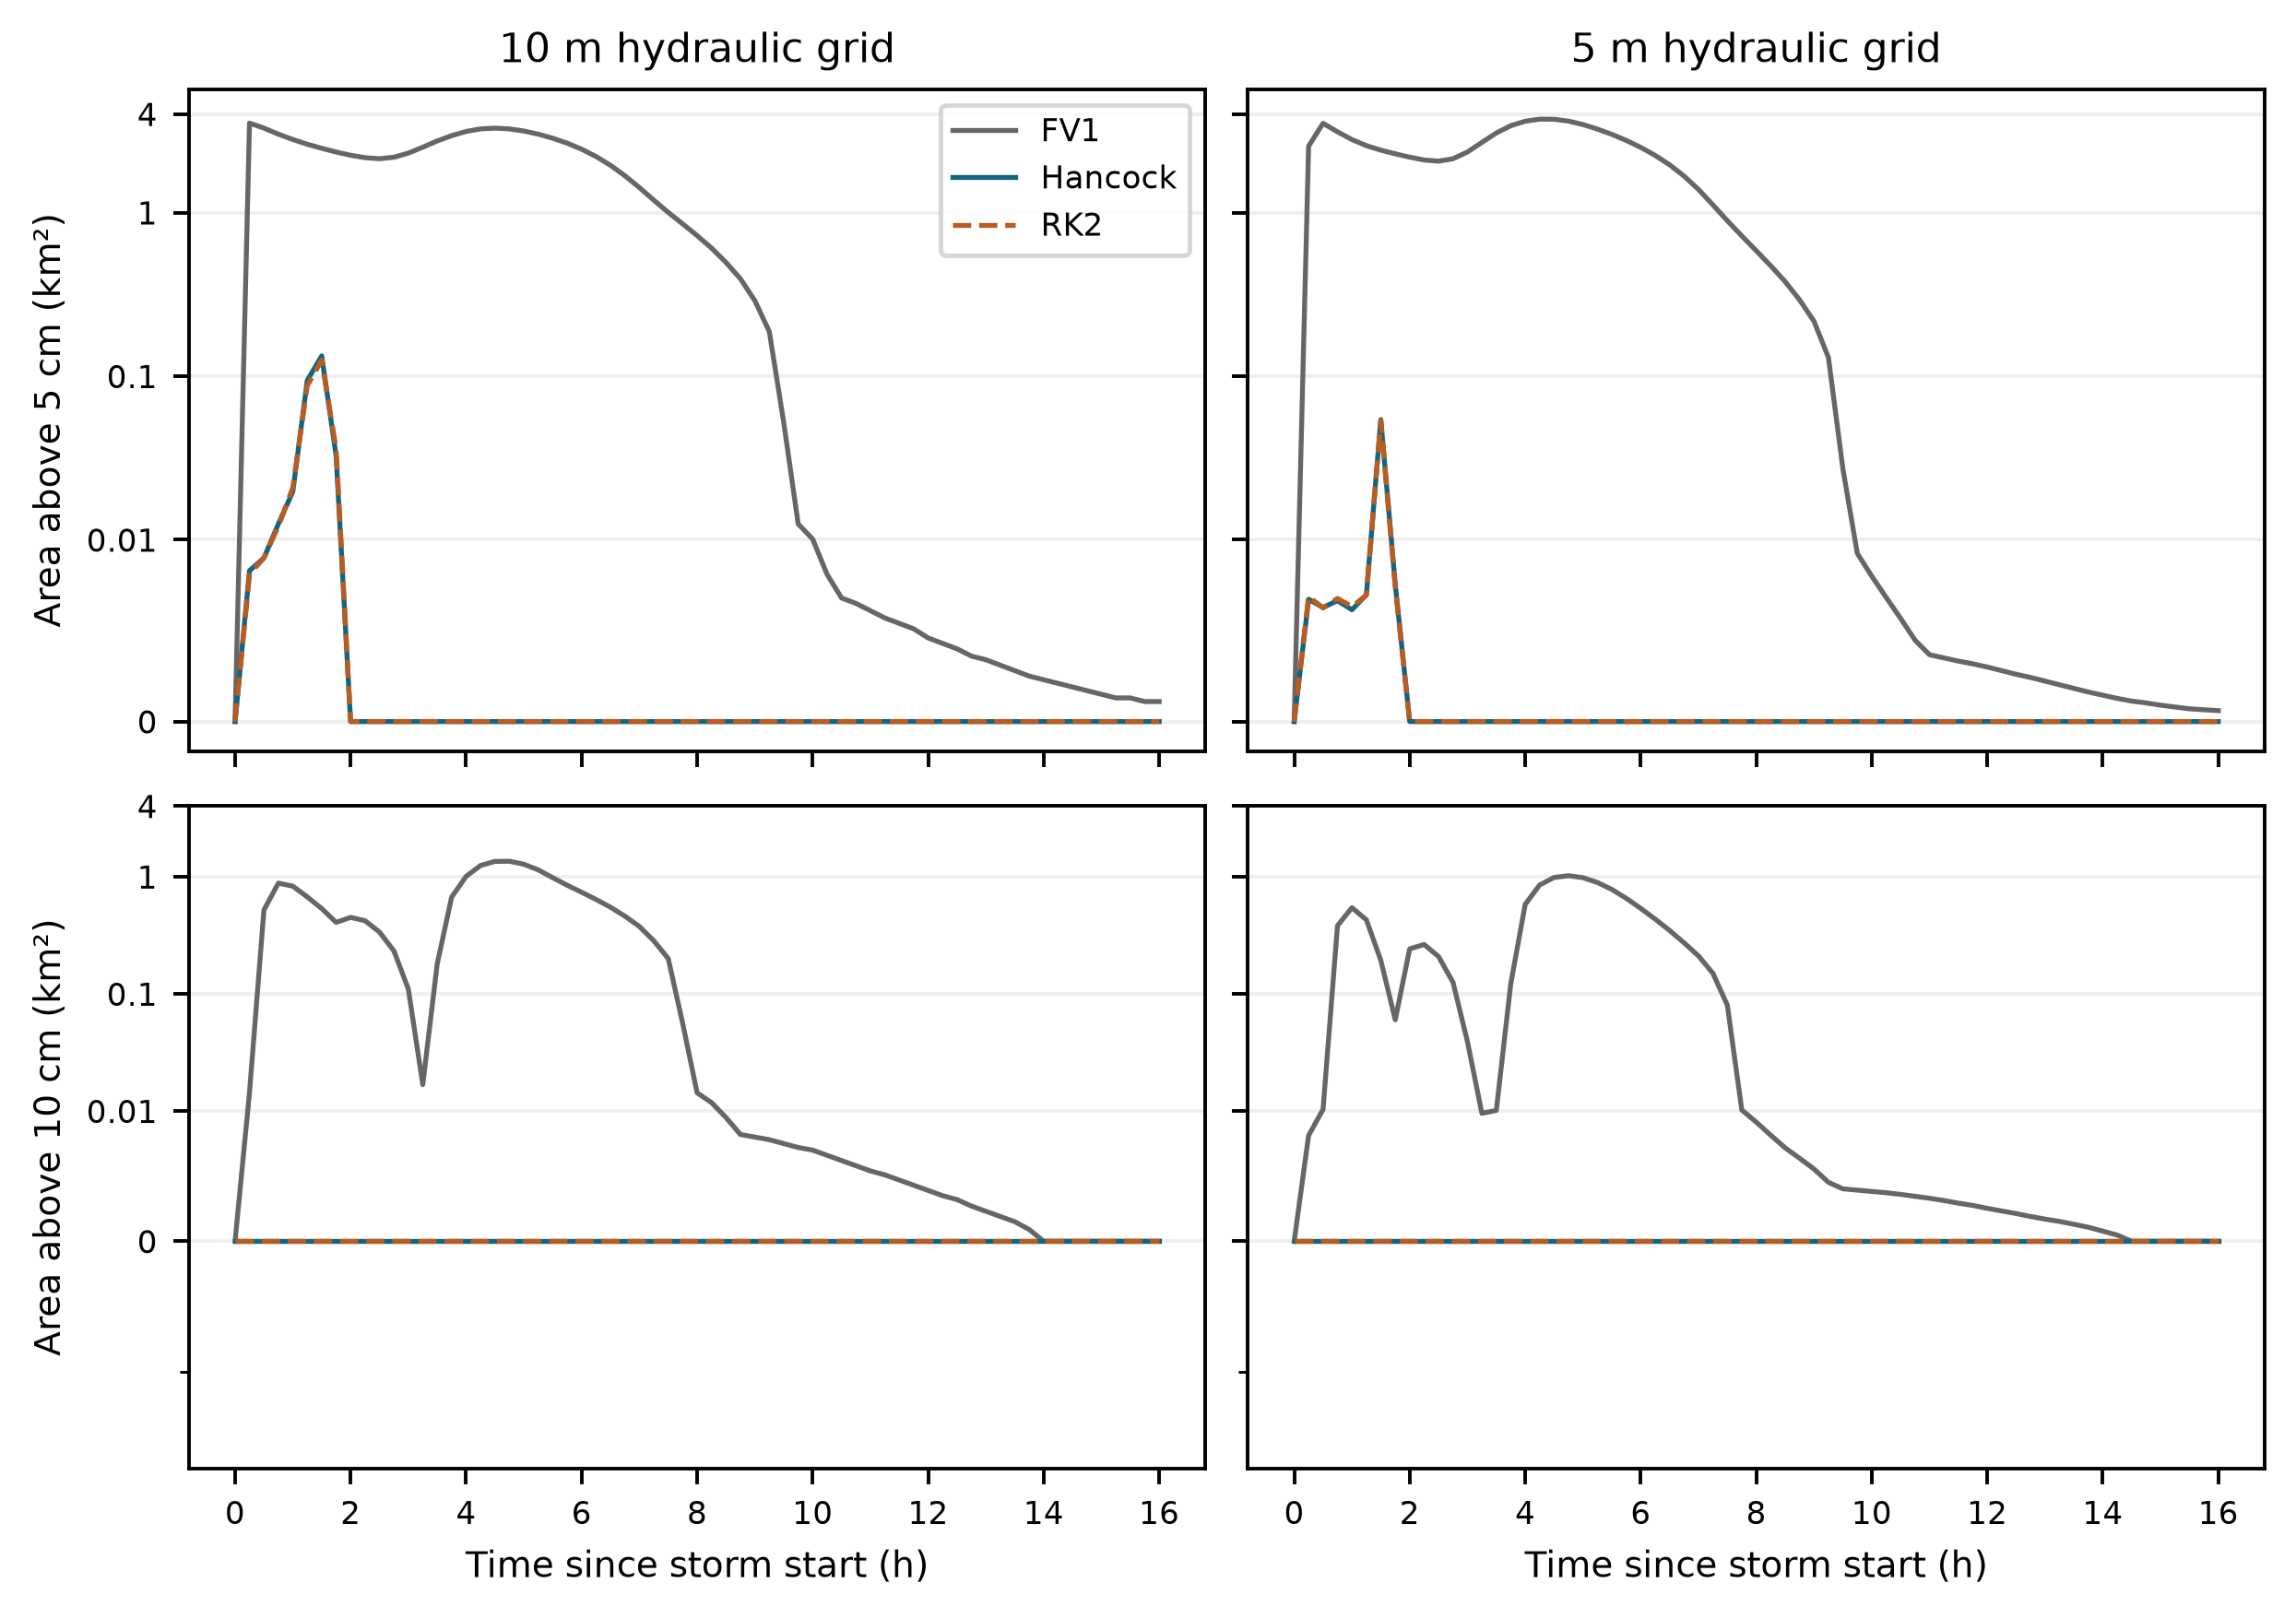 10 m hydraulic grid
5 m hydraulic grid
Area above 5 cm (km²)
4
1
0.1
0.01
0
FV1
Hancock
RK2
Area above 10 cm (km²)
4
1
0.1
0.01
0
0 2 4 6 8 10 12 14 16
Time since storm start (h)
0 2 4 6 8 10 12 14 16
Time since storm start (h)